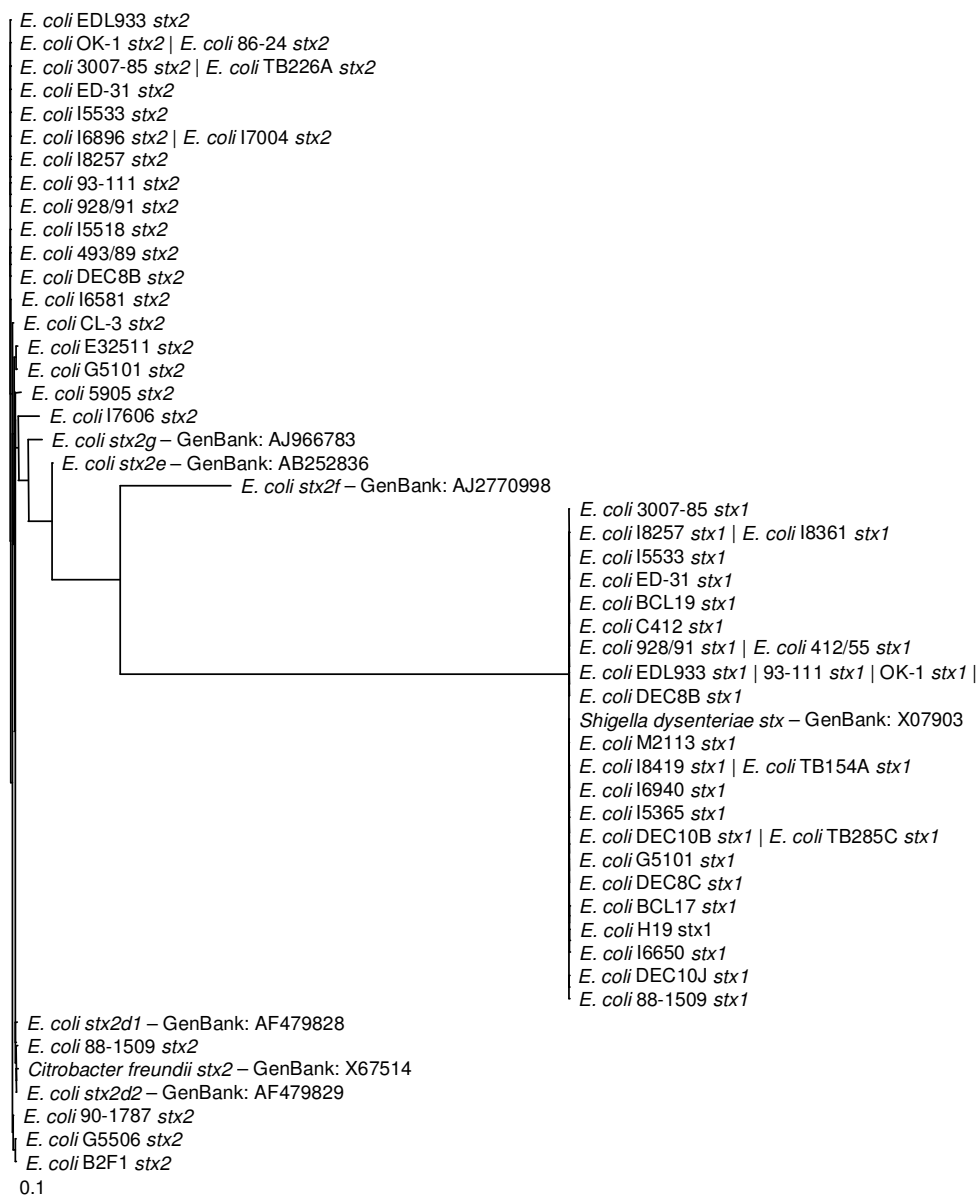 E. coli EDL933 stx2
E. coli OK-1 stx2 | E. coli 86-24 stx2
E. coli 3007-85 stx2 | E. coli TB226A stx2
E. coli ED-31 stx2
E. coli I5533 stx2
E. coli I6896 stx2 | E. coli I7004 stx2
E. coli I8257 stx2
E. coli 93-111 stx2
E. coli 928/91 stx2
E. coli I5518 stx2
E. coli 493/89 stx2
E. coli DEC8B stx2
E. coli I6581 stx2
E. coli CL-3 stx2
E. coli E32511 stx2
E. coli G5101 stx2
E. coli 5905 stx2
E. coli I7606 stx2
E. coli stx2g – GenBank: AJ966783
E. coli stx2e – GenBank: AB252836
E. coli stx2f – GenBank: AJ2770998
E. coli 3007-85 stx1
E. coli I8257 stx1 | E. coli I8361 stx1
E. coli I5533 stx1
E. coli ED-31 stx1
E. coli BCL19 stx1
E. coli C412 stx1
E. coli 928/91 stx1 | E. coli 412/55 stx1
E. coli EDL933 stx1 | 93-111 stx1 | OK-1 stx1 |
E. coli DEC8B stx1
Shigella dysenteriae stx – GenBank: X07903
E. coli M2113 stx1
E. coli I8419 stx1 | E. coli TB154A stx1
E. coli I6940 stx1
E. coli I5365 stx1
E. coli DEC10B stx1 | E. coli TB285C stx1
E. coli G5101 stx1
E. coli DEC8C stx1
E. coli BCL17 stx1
E. coli H19 stx1
E. coli I6650 stx1
E. coli DEC10J stx1
E. coli 88-1509 stx1
E. coli stx2d1 – GenBank: AF479828
E. coli 88-1509 stx2
Citrobacter freundii stx2 – GenBank: X67514
E. coli stx2d2 – GenBank: AF479829
E. coli 90-1787 stx2
E. coli G5506 stx2
E. coli B2F1 stx2
0.1